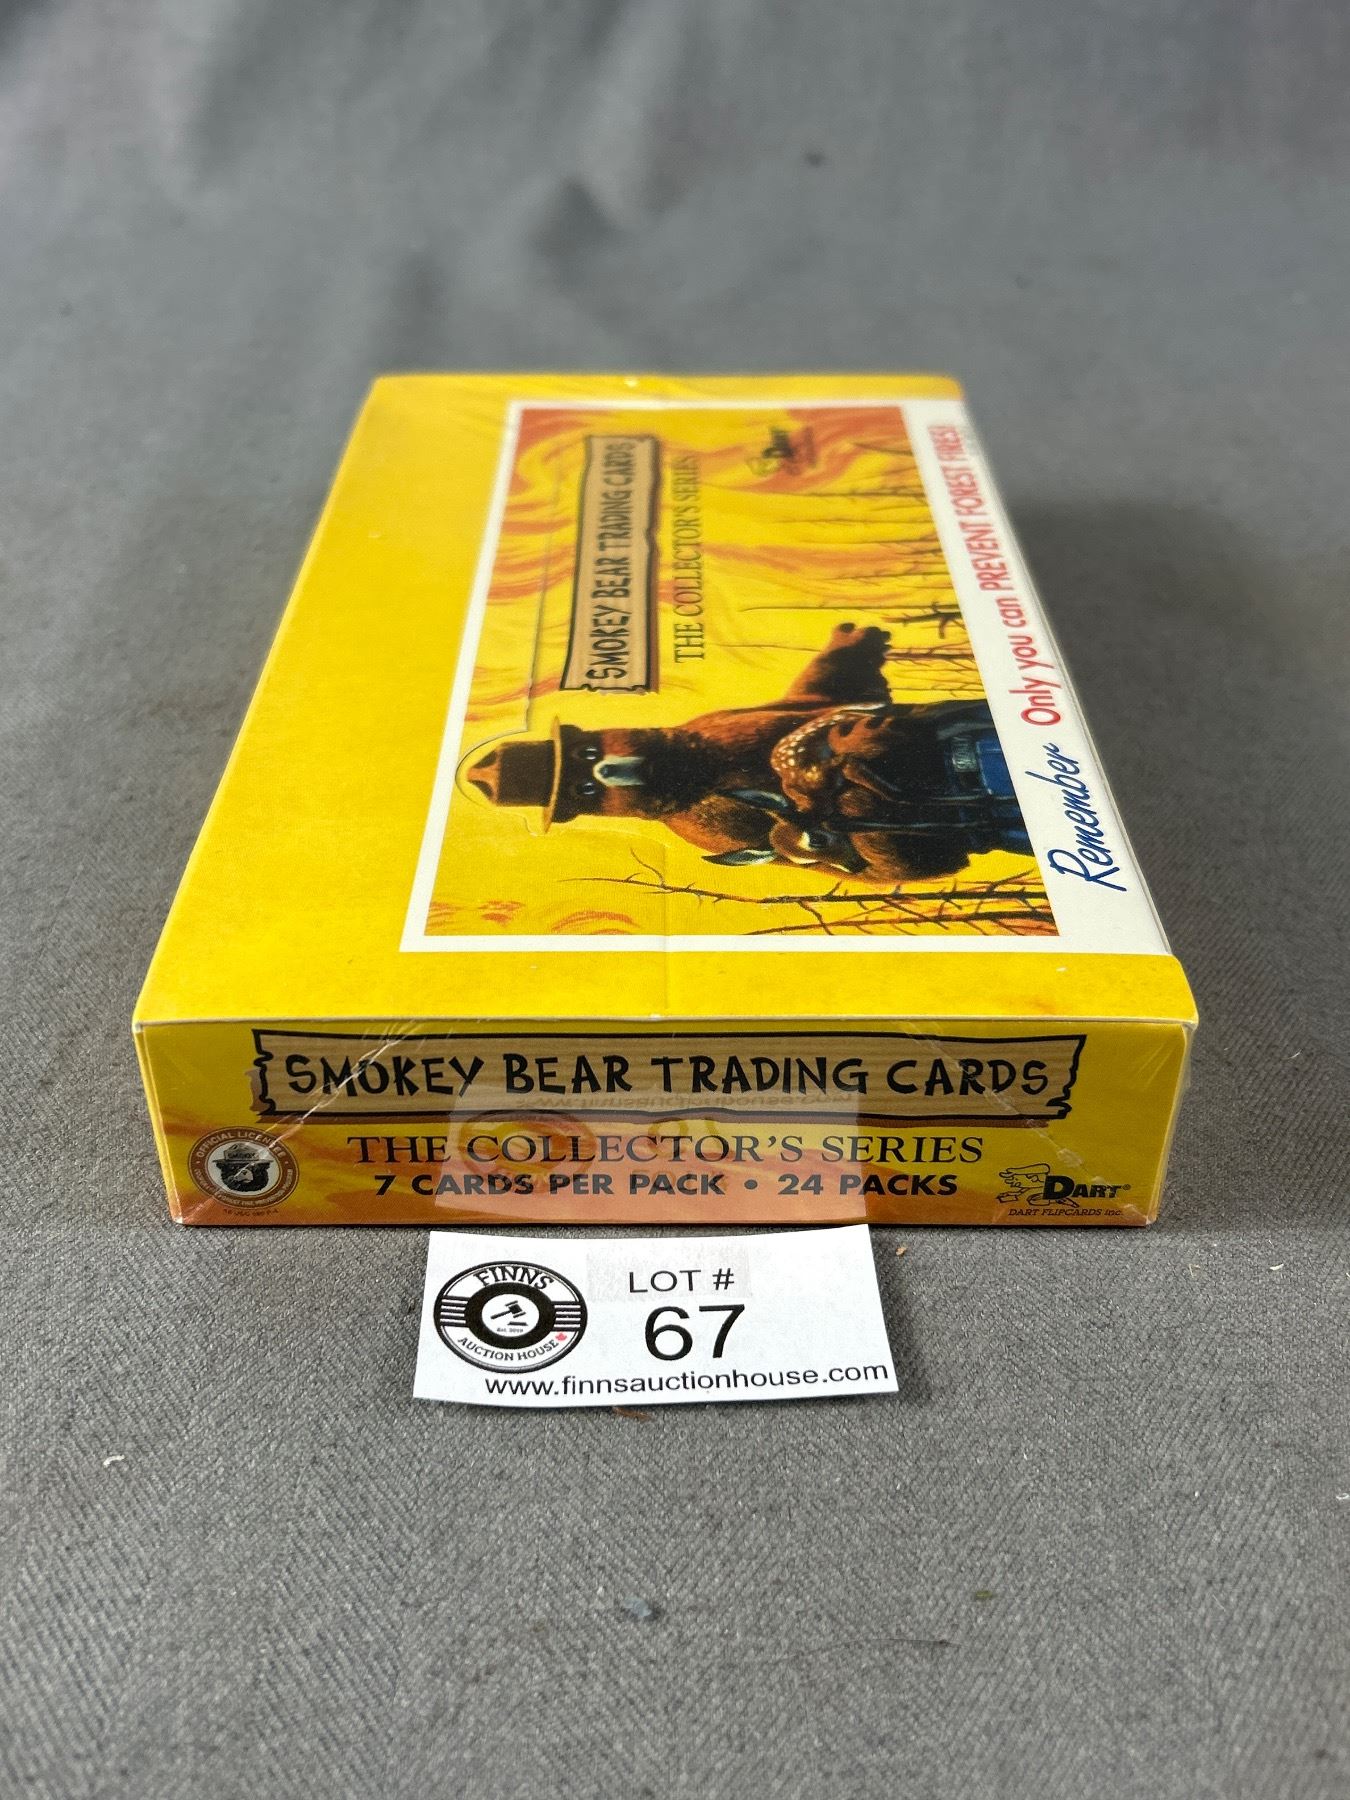 SMOKEY BEAR TRADING CARDS
THE COLLECTOR'S SERIES
DART
Remember Only you can PREVENT FOREST FIRES!
SMOKEY BEAR TRADING CARDS
THE COLLECTOR'S SERIES
7 CARDS PER PACK • 24 PACKS
SMOKEY
DART®
DART FLIPCARDS inc.
FINNS
AUCTION HOUSE
LOT #
67
www.finnsauctionhouse.com